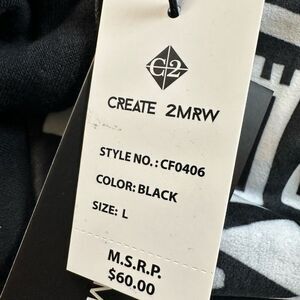 C2
CREATE 2MRW
STYLE NO.: CF0406
COLOR: BLACK
SIZE: L
M.S.R.P.
$60.00